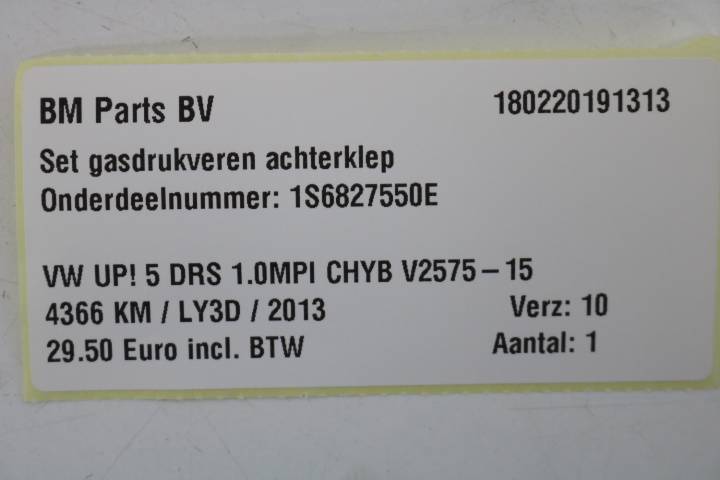 BM Parts BV 180220191313
Set gasdrukveren achterklep
Onderdeelnummer: 1S6827550E
VW UP! 5 DRS 1.0MPI CHYB V2575-15
4366 KM / LY3D / 2013 Verz: 10
29.50 Euro incl. BTW Aantal: 1